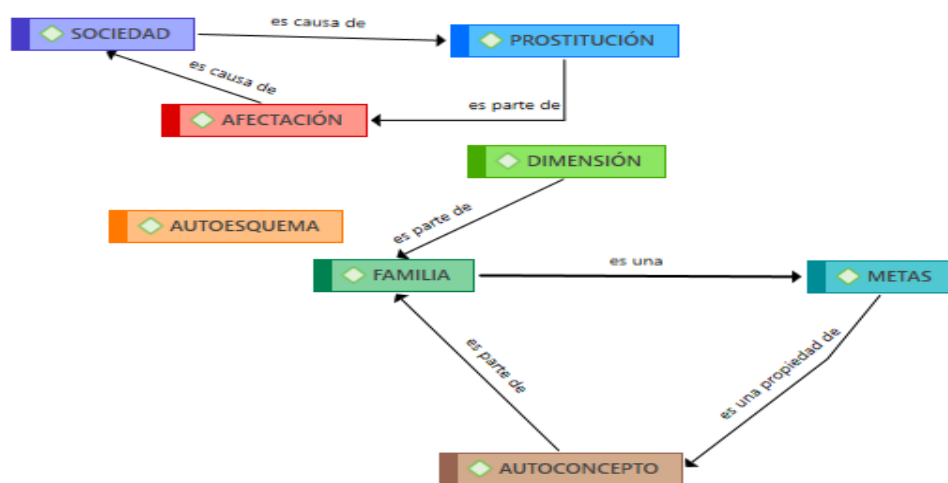 es causa de
SOCIEDAD
PROSTITUCIÓN
es causa de
es parte de
AFECTACIÓN
DIMENSIÓN
es parte de
AUTOESQUEMA
es una
FAMILIA
METAS
es parte de
es una propiedad de
AUTOCONCEPTO